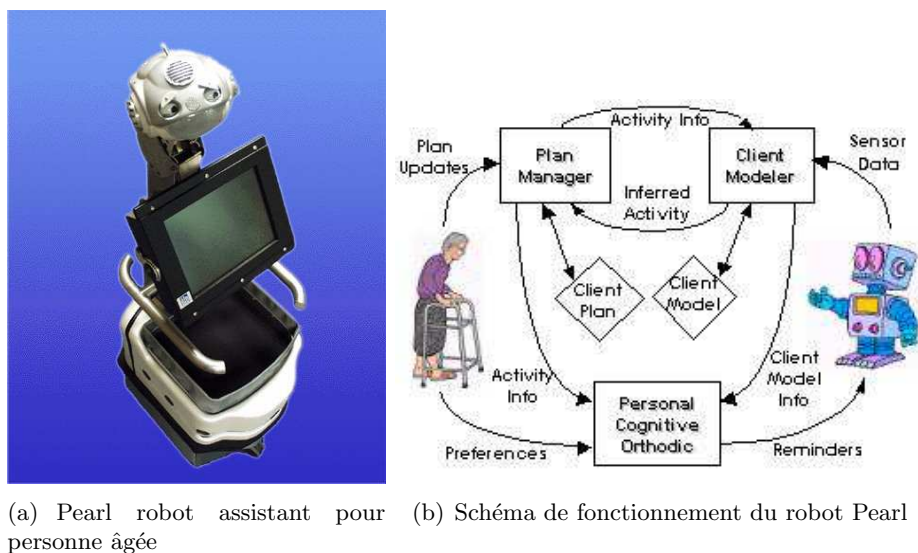 Activity Info
Plan
Updates
Plan
Manager
Client
Modeler
Sensor
Data
Inferred
Activity
Client
Plan
Client
Model
Activity
Info
Client
Model
Info
Personal
Cognitive
Orthodic
Preferences
Reminders
(a) Pearl robot assistant pour
personne âgée
(b) Schéma de fonctionnement du robot Pearl